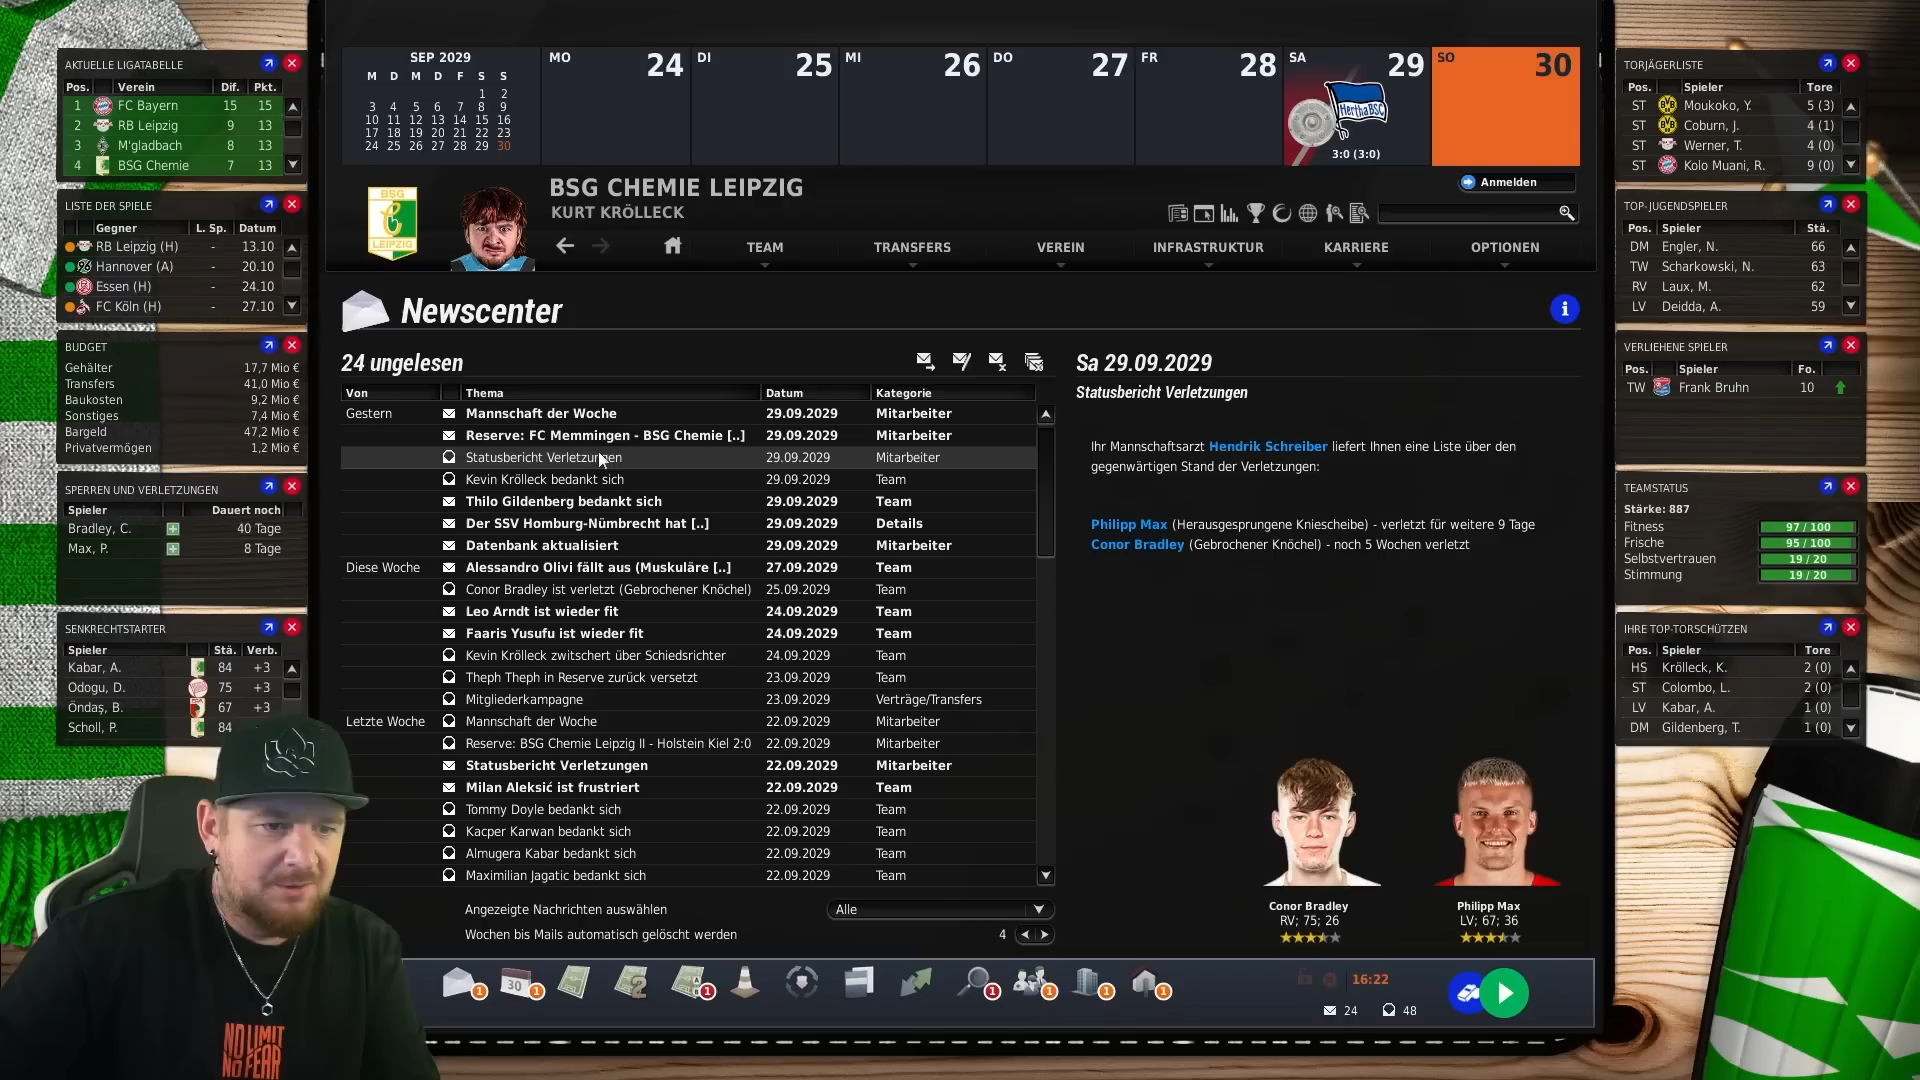 AKTUELLE LIGATABELLE
Pos. Verein Dif. Pkt.
1 FC Bayern 15 15
2 RB Leipzig 9 13
3 M'gladbach 8 13
4 BSG Chemie 7 13
LISTE DER SPIELE
Gegner L. Sp. Datum
RB Leipzig (H) - 13.10
Hannover (A) - 20.10
Essen (H) - 24.10
FC Köln (H) - 27.10
BUDGET
Gehälter 17,7 Mio €
Transfers 41,0 Mio €
Baukosten 9,2 Mio €
Sonstiges 7,4 Mio €
Bargeld 47,2 Mio €
Privatvermögen 1,2 Mio €
SPERREN UND VERLETZUNGEN
Spieler Dauert noch
Bradley, C. 40 Tage
Max, P. 8 Tage
SENKRECHTSTARTER
Spieler Stä. Verb.
Kabar, A. 84 +3
Odogu, D. 75 +3
Öndaş, B. 67 +3
Scholl, P. 84
SEP 2029
M D M D F S S
1 2
3 4 5 6 7 8 9
10 11 12 13 14 15 16
17 18 19 20 21 22 23
24 25 26 27 28 29 30
MO 24
DI 25
MI 26
DO 27
FR 28
SA 29
Hertha BSC
3:0 (3:0)
SO 30
BSG
LEIPZIG
BSG CHEMIE LEIPZIG
KURT KRÖLLECK
Anmelden
TEAM TRANSFERS VEREIN INFRASTRUKTUR KARRIERE OPTIONEN
Newscenter
24 ungelesen
Von Thema Datum Kategorie
Gestern Mannschaft der Woche 29.09.2029 Mitarbeiter
Reserve: FC Memmingen - BSG Chemie [..] 29.09.2029 Mitarbeiter
Statusbericht Verletzungen 29.09.2029 Mitarbeiter
Kevin Krölleck bedankt sich 29.09.2029 Team
Thilo Gildenberg bedankt sich 29.09.2029 Team
Der SSV Homburg-Nümbrecht hat [..] 29.09.2029 Details
Datenbank aktualisiert 29.09.2029 Mitarbeiter
Diese Woche Alessandro Olivi fällt aus (Muskuläre [..] 27.09.2029 Team
Conor Bradley ist verletzt (Gebrochener Knöchel) 25.09.2029 Team
Leo Arndt ist wieder fit 24.09.2029 Team
Faaris Yusufu ist wieder fit 24.09.2029 Team
Kevin Krölleck zwitschert über Schiedsrichter 24.09.2029 Team
Theph Theph in Reserve zurück versetzt 23.09.2029 Team
Mitgliederkampagne 23.09.2029 Verträge/Transfers
Letzte Woche Mannschaft der Woche 22.09.2029 Mitarbeiter
Reserve: BSG Chemie Leipzig II - Holstein Kiel 2:0 22.09.2029 Mitarbeiter
Statusbericht Verletzungen 22.09.2029 Mitarbeiter
Milan Aleksić ist frustriert 22.09.2029 Team
Tommy Doyle bedankt sich 22.09.2029 Team
Kacper Karwan bedankt sich 22.09.2029 Team
Almugera Kabar bedankt sich 22.09.2029 Team
Maximilian Jagatic bedankt sich 22.09.2029 Team
Angezeigte Nachrichten auswählen Alle
Wochen bis Mails automatisch gelöscht werden 4
Sa 29.09.2029
Statusbericht Verletzungen
Ihr Mannschaftsarzt Hendrik Schreiber liefert Ihnen eine Liste über den
gegenwärtigen Stand der Verletzungen:
Philipp Max (Herausgesprungene Kniescheibe) - verletzt für weitere 9 Tage
Conor Bradley (Gebrochener Knöchel) - noch 5 Wochen verletzt
Conor Bradley
RV; 75; 26
Philipp Max
LV; 67; 36
1 30 1 2 1 1 1 1 1
16:22
24 48
TORJÄGERLISTE
Pos. Spieler Tore
ST Moukoko, Y. 5 (3)
ST Coburn, J. 4 (1)
ST Werner, T. 4 (0)
ST Kolo Muani, R. 9 (0)
TOP-JUGENDSPIELER
Pos. Spieler Stä.
DM Engler, N. 66
TW Scharkowski, N. 63
RV Laux, M. 62
LV Deidda, A. 59
VERLIEHENE SPIELER
Pos. Spieler Fo.
TW Frank Bruhn 10
TEAMSTATUS
Stärke: 887
Fitness 97 / 100
Frische 95 / 100
Selbstvertrauen 19 / 20
Stimmung 19 / 20
IHRE TOP-TORSCHÜTZEN
Pos. Spieler Tore
HS Krölleck, K. 2 (0)
ST Colombo, L. 2 (0)
LV Kabar, A. 1 (0)
DM Gildenberg, T. 1 (0)
NO LIMIT
NO FEAR